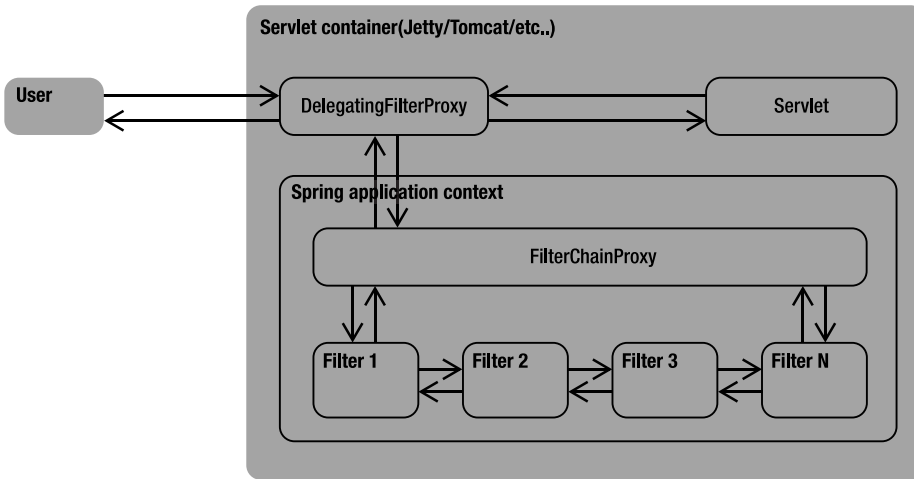 Servlet container(Jetty/Tomcat/etc..)
User
DelegatingFilterProxy
Servlet
Spring application context
FilterChainProxy
Filter 1
Filter 2
Filter 3
Filter N